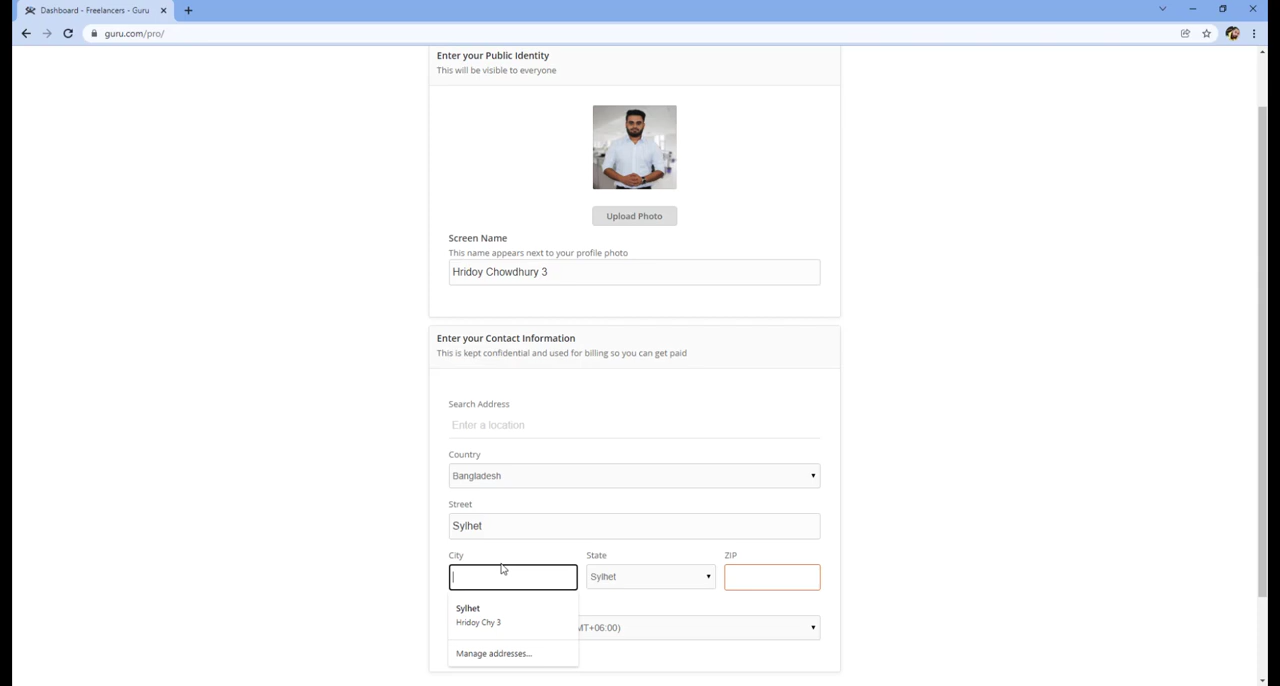 Dashboard - Freelancers - Guru
guru.com/pro/
Enter your Public Identity
This will be visible to everyone
Upload Photo
Screen Name
This name appears next to your profile photo
Hridoy Chowdhury 3
Enter your Contact Information
This is kept confidential and used for billing so you can get paid
Search Address
Enter a location
Country
Bangladesh
Street
Sylhet
City State ZIP
Sylhet
Sylhet
Hridoy Chy 3
MT+06:00)
Manage addresses...